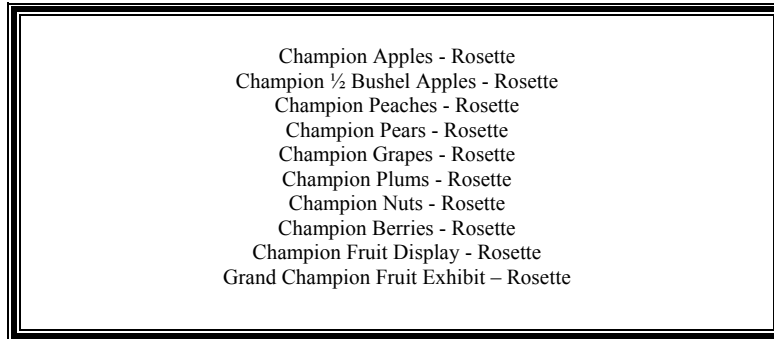 Champion Apples - Rosette
Champion ½ Bushel Apples - Rosette
Champion Peaches - Rosette
Champion Pears - Rosette
Champion Grapes - Rosette
Champion Plums - Rosette
Champion Nuts - Rosette
Champion Berries - Rosette
Champion Fruit Display - Rosette
Grand Champion Fruit Exhibit – Rosette